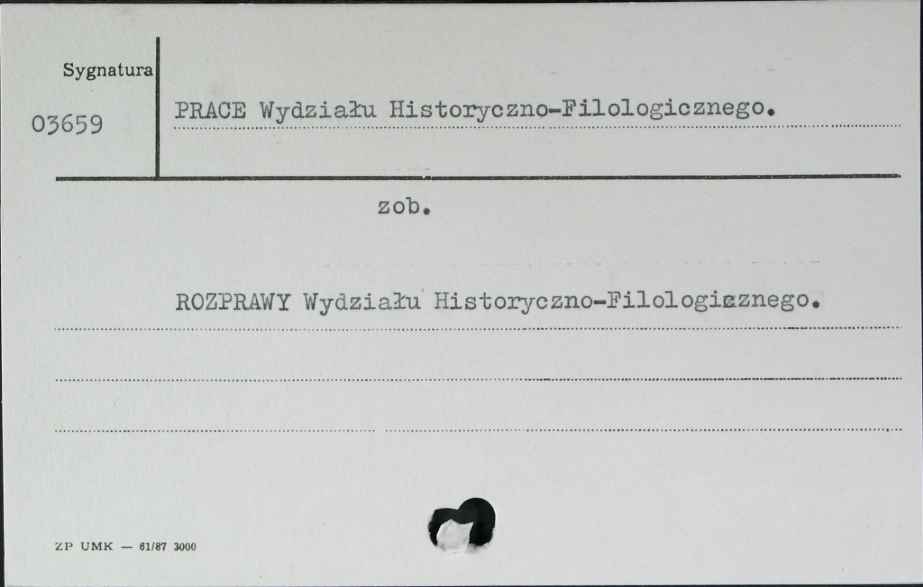 Sygnatura
03659
PRACE Wydziału Historyczno-Filologicznego.
zob.
ROZPRAWY Wydziału Historyczno-Filologicznego.
ZP UMK — 61/87 3000